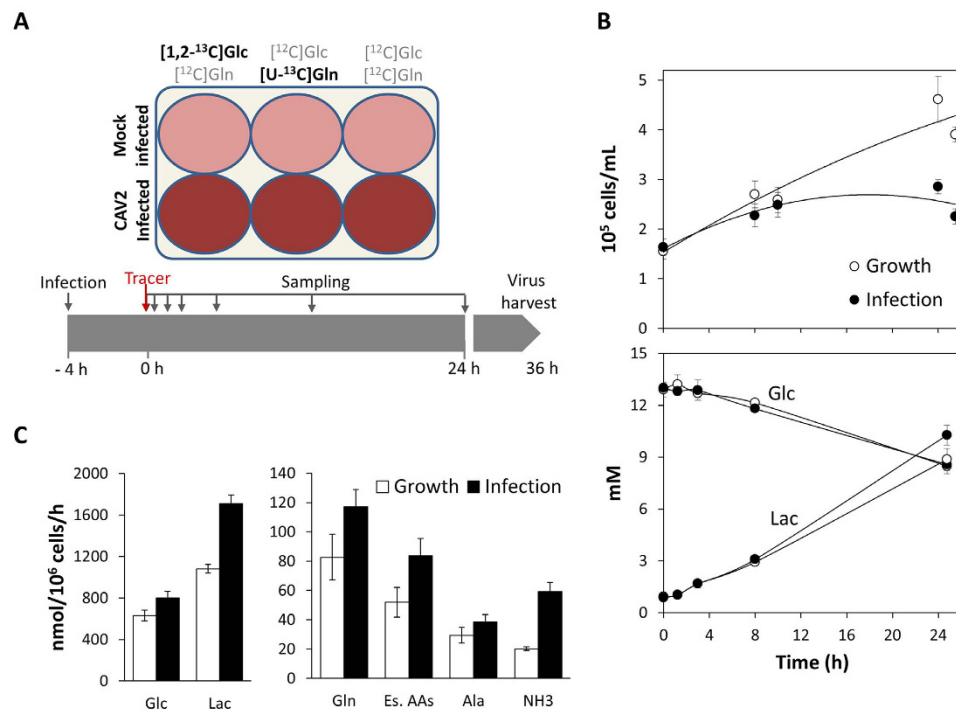 A
[1,2-¹³C]Glc [¹²C]Glc [¹²C]Glc
[¹²C]Gln [U-¹³C]Gln [¹²C]Gln
Mock
infected
CAV2
Infected
Infection Tracer Sampling Virus
harvest
- 4 h 0 h 24 h 36 h
B
10⁵ cells/mL
5
4
3
2
1
0
Growth
Infection
mM
15
12
9
6
3
0
Glc
Lac
0 4 8 12 16 20 24
Time (h)
C
nmol/10⁶ cells/h
2000
1600
1200
800
400
0
Glc Lac
140
120
100
80
60
40
20
0
Growth Infection
Gln Es. AAs Ala NH3